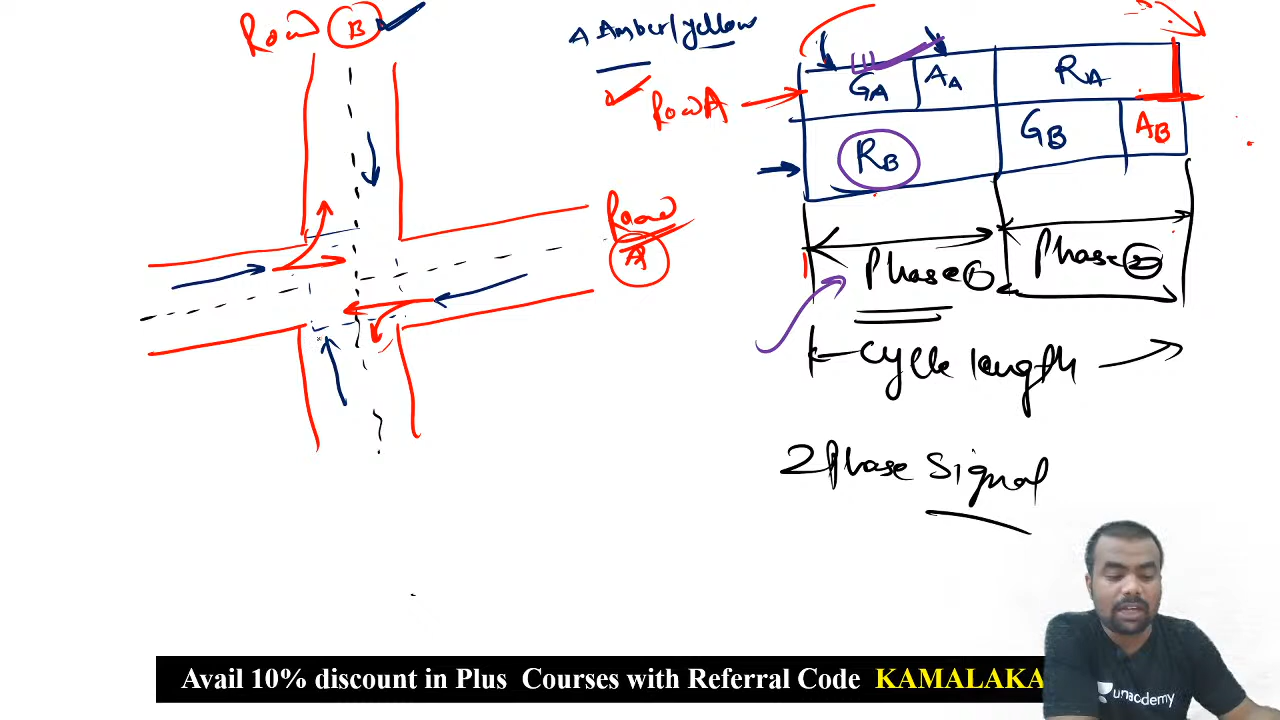 Road B
A Amber/yellow
Road A
GA AA RA
RB GB AB
Road
A
Phase 1
Phase 2
Cycle length
2 Phase Signal
unacademy
Avail 10% discount in Plus Courses with Referral Code KAMALAKA